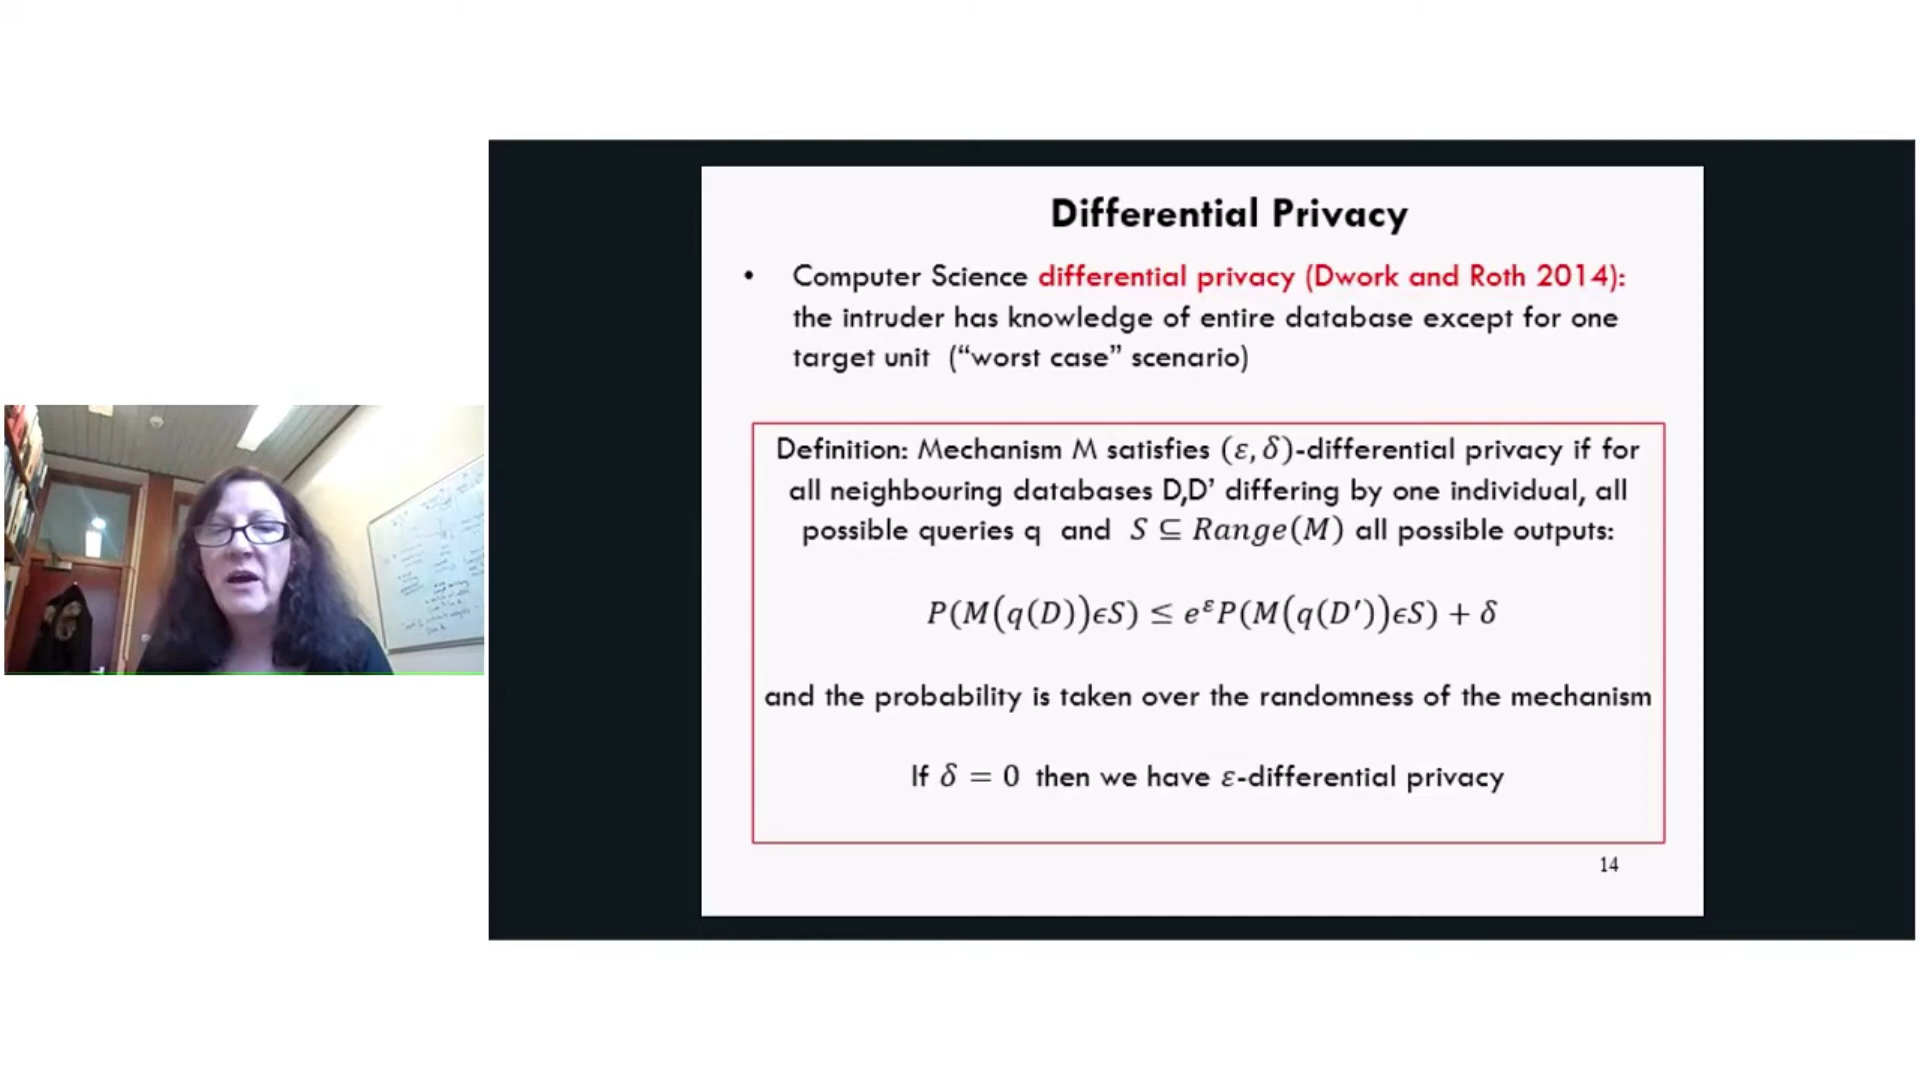 Differential Privacy
• Computer Science differential privacy (Dwork and Roth 2014):
the intruder has knowledge of entire database except for one
target unit (“worst case” scenario)
Definition: Mechanism M satisfies (ε, δ)-differential privacy if for
all neighbouring databases D,D’ differing by one individual, all
possible queries q and S ⊆ Range(M) all possible outputs:
P(M(q(D))ϵS) ≤ e^ε P(M(q(D′))ϵS) + δ
and the probability is taken over the randomness of the mechanism
If δ = 0 then we have ε-differential privacy
14